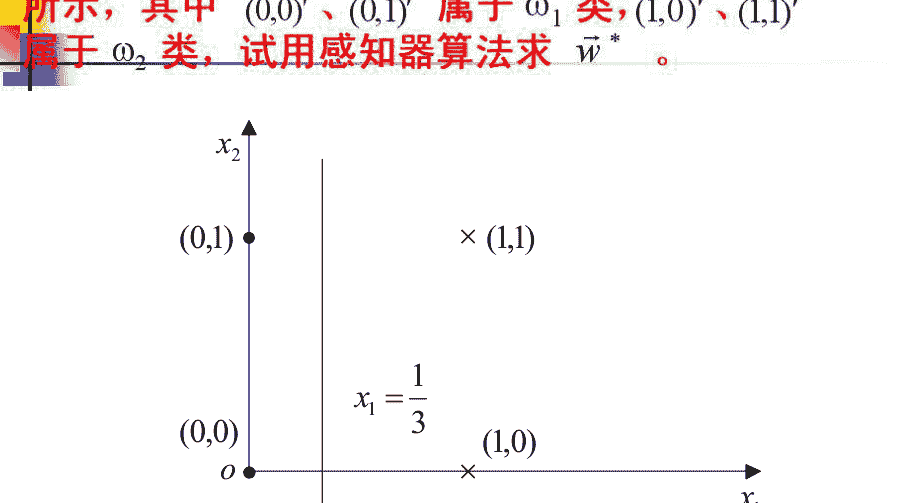 所示，其中 (0,0)′、(0,1)′ 属于 ω₁ 类，(1,0)′、(1,1)′
属于 ω₂ 类，试用感知器算法求 w⃗* 。
x₂
(0,1)
× (1,1)
x₁ = 1/3
(0,0)
(1,0)
o
×